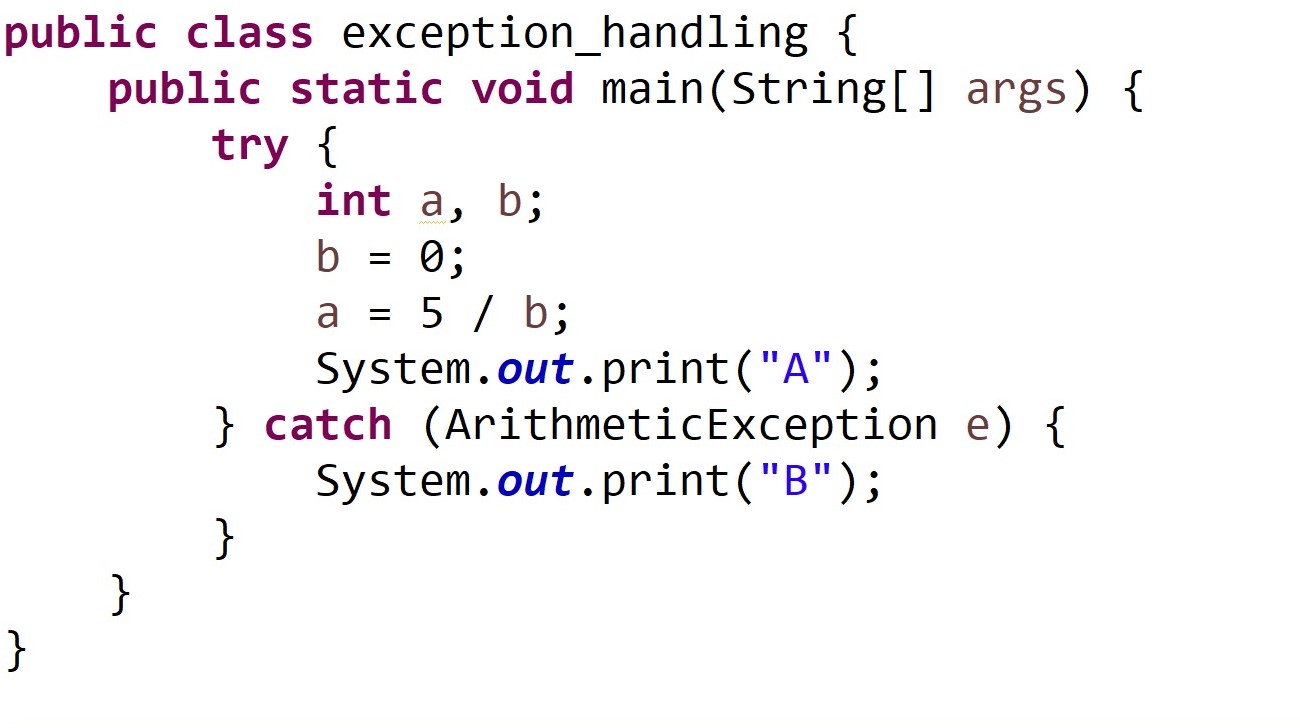 public class exception_handling {
    public static void main(String[] args) {
        try {
            int a, b;
            b = 0;
            a = 5 / b;
            System.out.print("A");
        } catch (ArithmeticException e) {
            System.out.print("B");
        }
    }
}